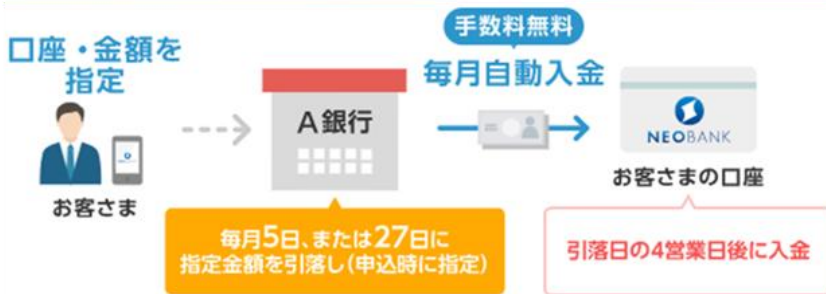 口座・金額を
指定
お客さま
A銀行
毎月5日、または27日に
指定金額を引落し(申込時に指定)
手数料無料
毎月自動入金
NEOBANK
お客さまの口座
引落日の4営業日後に入金